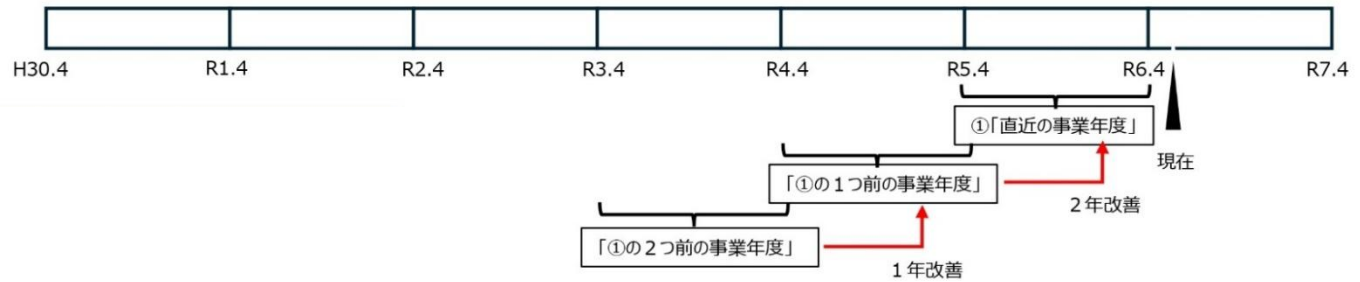 H30.4
R1.4
R2.4
R3.4
R4.4
R5.4
R6.4
R7.4
①「直近の事業年度」
現在
「①の１つ前の事業年度」
２年改善
「①の２つ前の事業年度」
１年改善